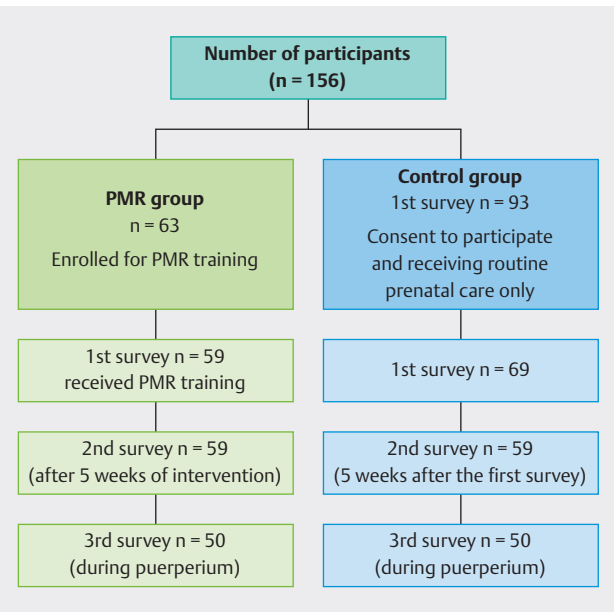 Number of participants
(n = 156)
PMR group
n = 63
Enrolled for PMR training
Control group
1st survey n = 93
Consent to participate
and receiving routine
prenatal care only
1st survey n = 59
received PMR training
1st survey n = 69
2nd survey n = 59
(after 5 weeks of intervention)
2nd survey n = 59
(5 weeks after the first survey)
3rd survey n = 50
(during puerperium)
3rd survey n = 50
(during puerperium)